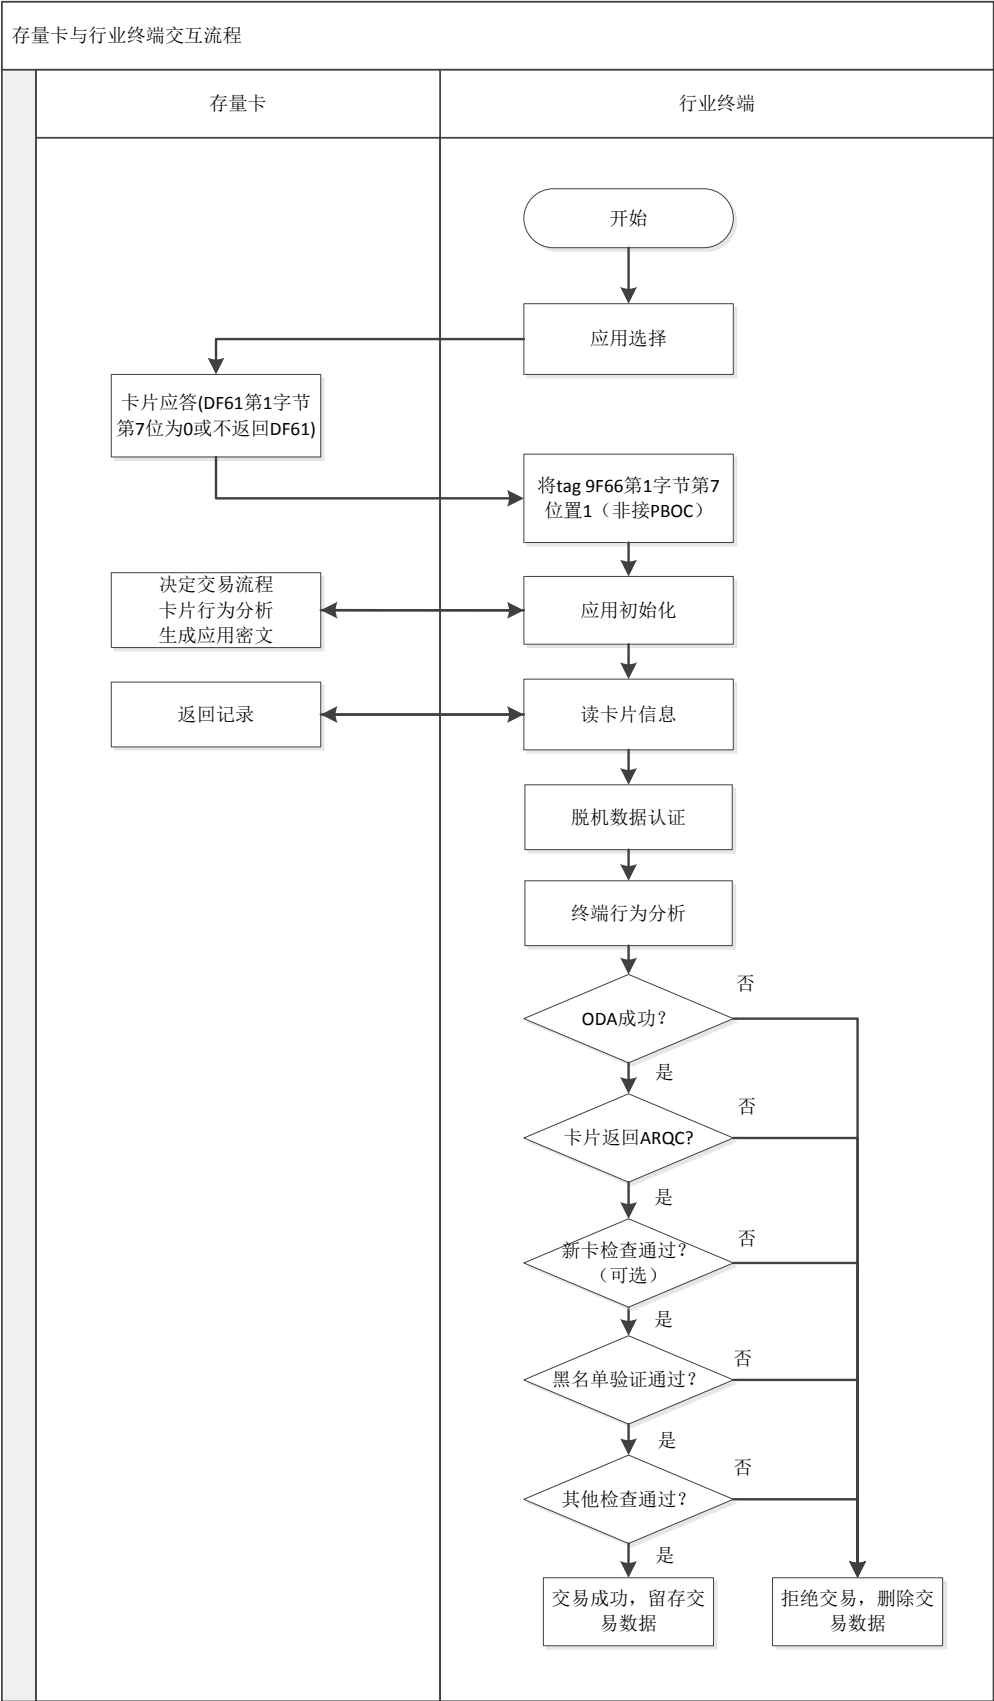 存量卡与行业终端交互流程
存量卡
行业终端
开始
应用选择
卡片应答(DF61第1字节
第7位为0或不返回DF61)
将tag 9F66第1字节第7
位置1（非接PBOC）
决定交易流程
卡片行为分析
生成应用密文
应用初始化
返回记录
读卡片信息
脱机数据认证
终端行为分析
否
ODA成功？
是
否
卡片返回ARQC?
是
否
新卡检查通过？
（可选）
是
否
黑名单验证通过？
是
否
其他检查通过？
是
交易成功，留存交
易数据
拒绝交易，删除交
易数据